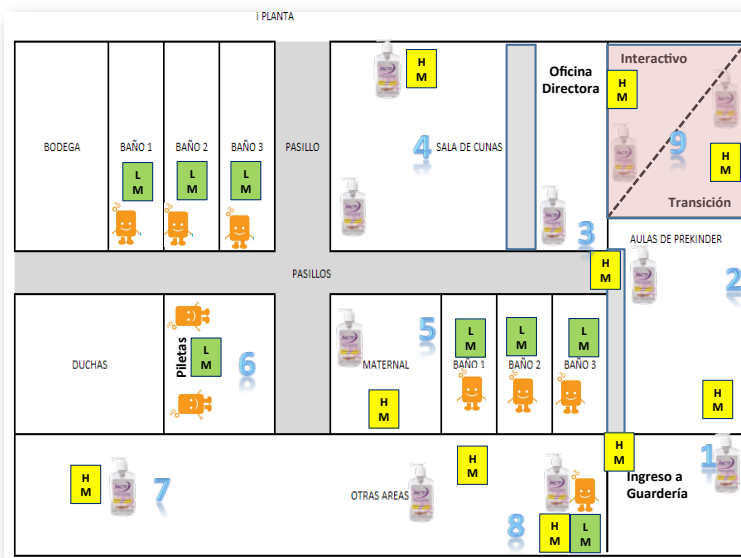 i PLANTA
Interactivo
H
M
Oficina
Directora
H
M
BODEGA
BAÑO 1
BAÑO 2
BAÑO 3
PASILLO
4
SALA DE CUNAS
9
H
M
L
M
L
M
L
M
Transición
3
AULAS DE PREKINDER
H
M
2
PASILLOS
5
L
M
L
M
L
M
DUCHAS
Piletas
L
M
6
MATERNAL
BAÑO 1
BAÑO 2
BAÑO 3
H
M
H
M
H
M
1
H
M
7
H
M
Ingreso a
Guardería
OTRAS AREAS
8
H
M
L
M